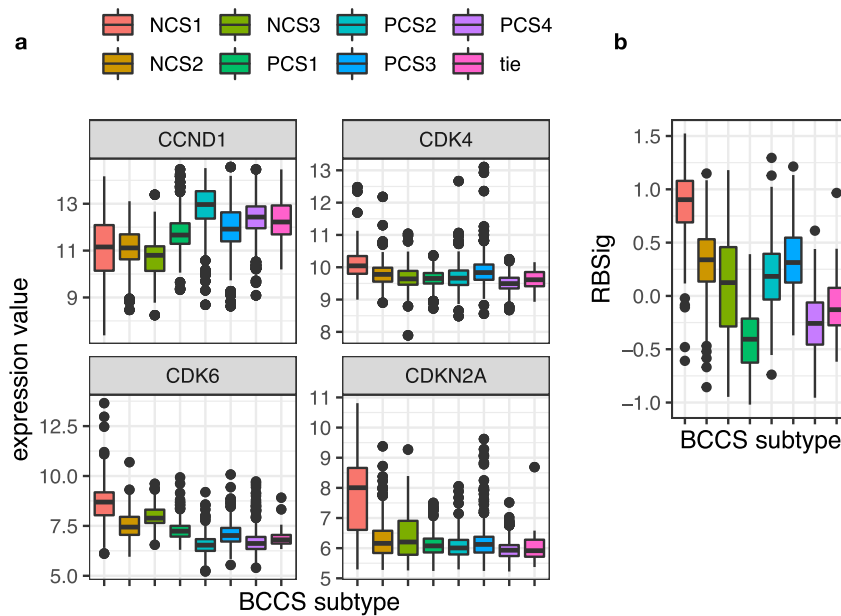 a
NCS1 NCS3 PCS2 PCS4
NCS2 PCS1 PCS3 tie
b
CCND1 CDK4
13
11
9
13
12
11
10
9
8
CDK6 CDKN2A
12.5
10.0
7.5
5.0
11
10
9
8
7
6
5
expression value
BCCS subtype
1.5
1.0
0.5
0.0
−0.5
−1.0
RBSig
BCCS subtype